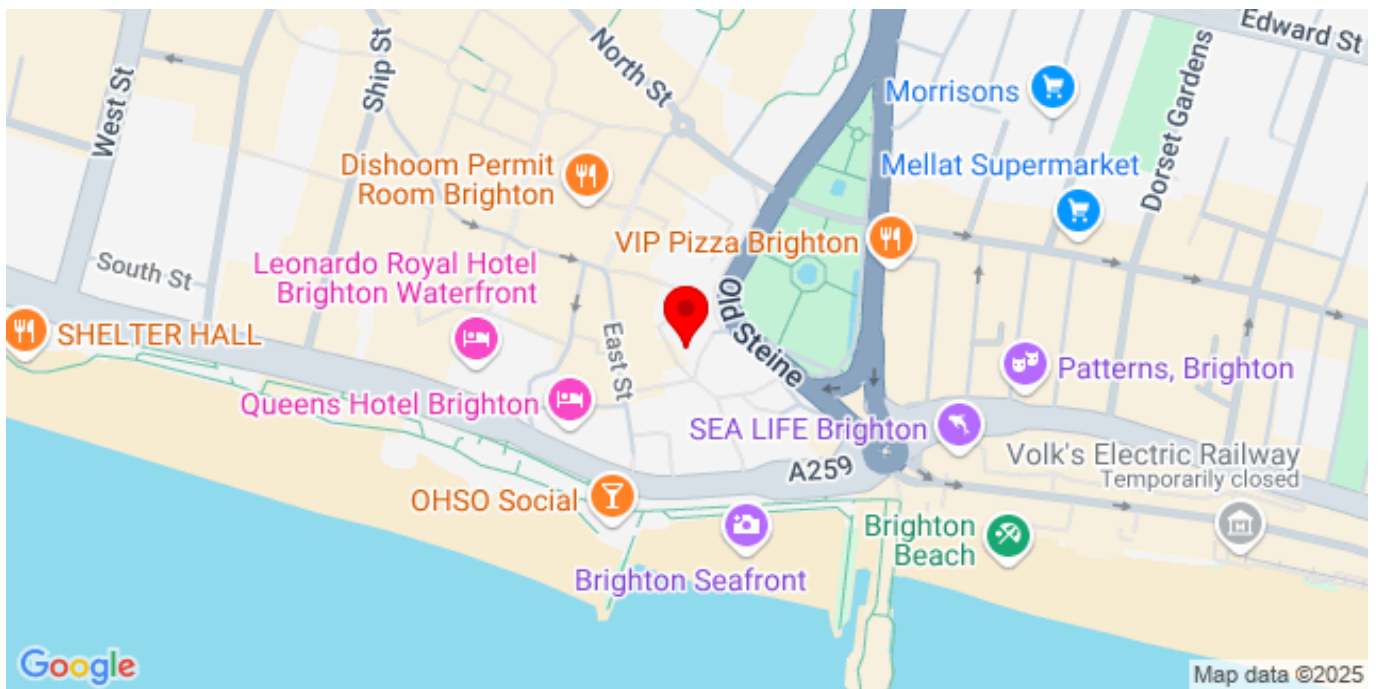 Edward St
Ship St
North St
Dorset Gardens
West St
Morrisons
Dishoom Permit
Room Brighton
Mellat Supermarket
VIP Pizza Brighton
South St
Leonardo Royal Hotel
Brighton Waterfront
Old Steine
SHELTER HALL
East St
Patterns, Brighton
Queens Hotel Brighton
SEA LIFE Brighton
Volk's Electric Railway
Temporarily closed
A259
OHSO Social
Brighton
Beach
Brighton Seafront
Google
Map data ©2025